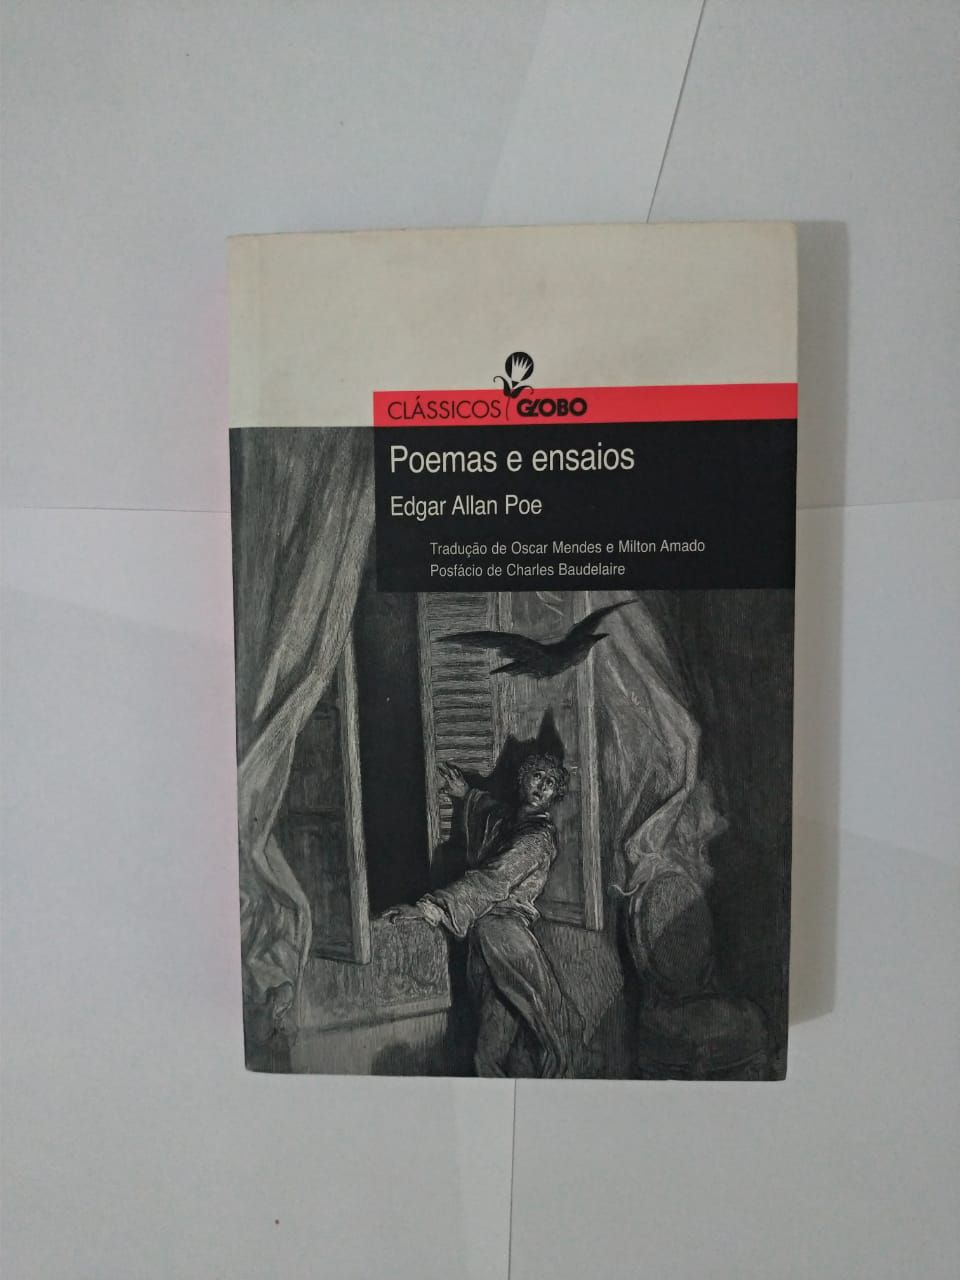 CLÁSSICOS GLOBO
Poemas e ensaios
Edgar Allan Poe
Tradução de Oscar Mendes e Milton Amado
Posfácio de Charles Baudelaire